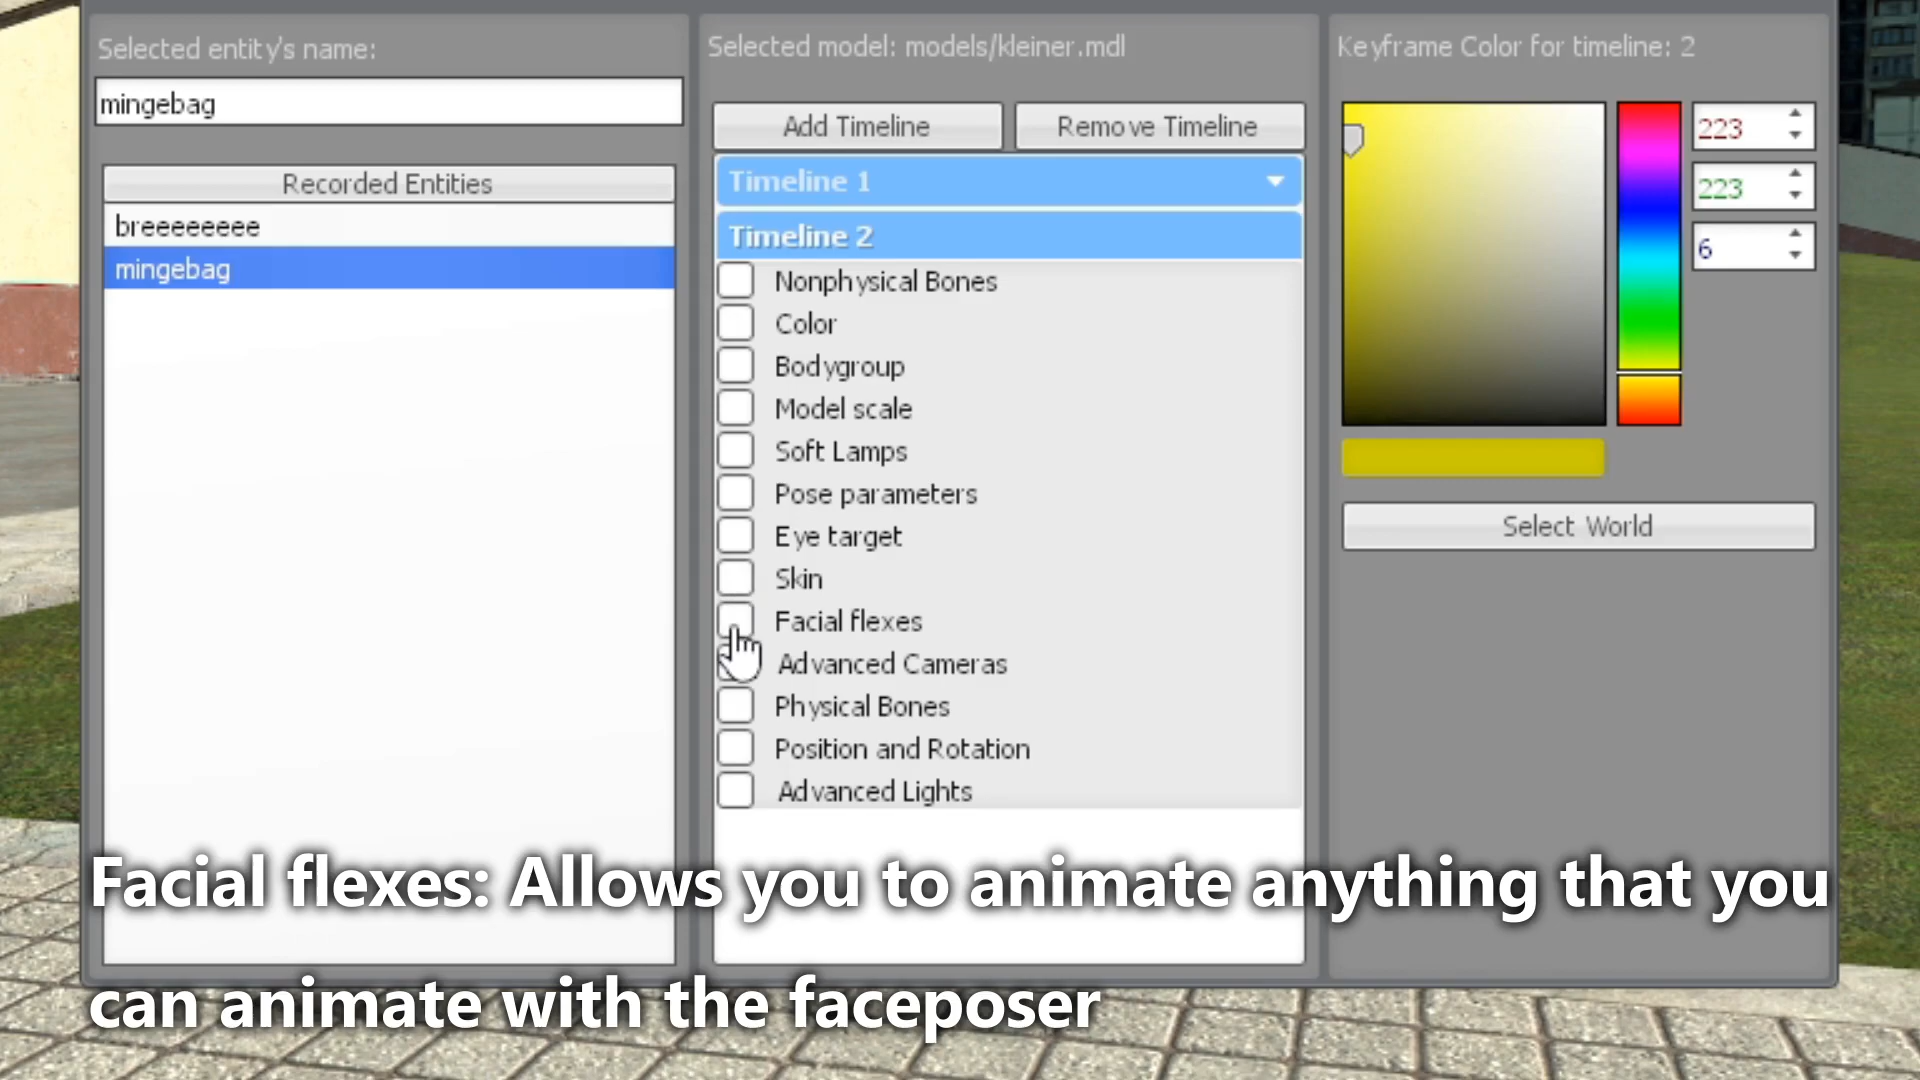 Selected entity's name:
mingebag
Recorded Entities
breeeeeeee
mingebag
Selected model: models/kleiner.mdl
Add Timeline
Remove Timeline
Timeline 1
Timeline 2
Nonphysical Bones
Color
Bodygroup
Model scale
Soft Lamps
Pose parameters
Eye target
Skin
Facial flexes
Advanced Cameras
Physical Bones
Position and Rotation
Advanced Lights
Keyframe Color for timeline: 2
223
223
6
Select World
Facial flexes: Allows you to animate anything that you
can animate with the faceposer